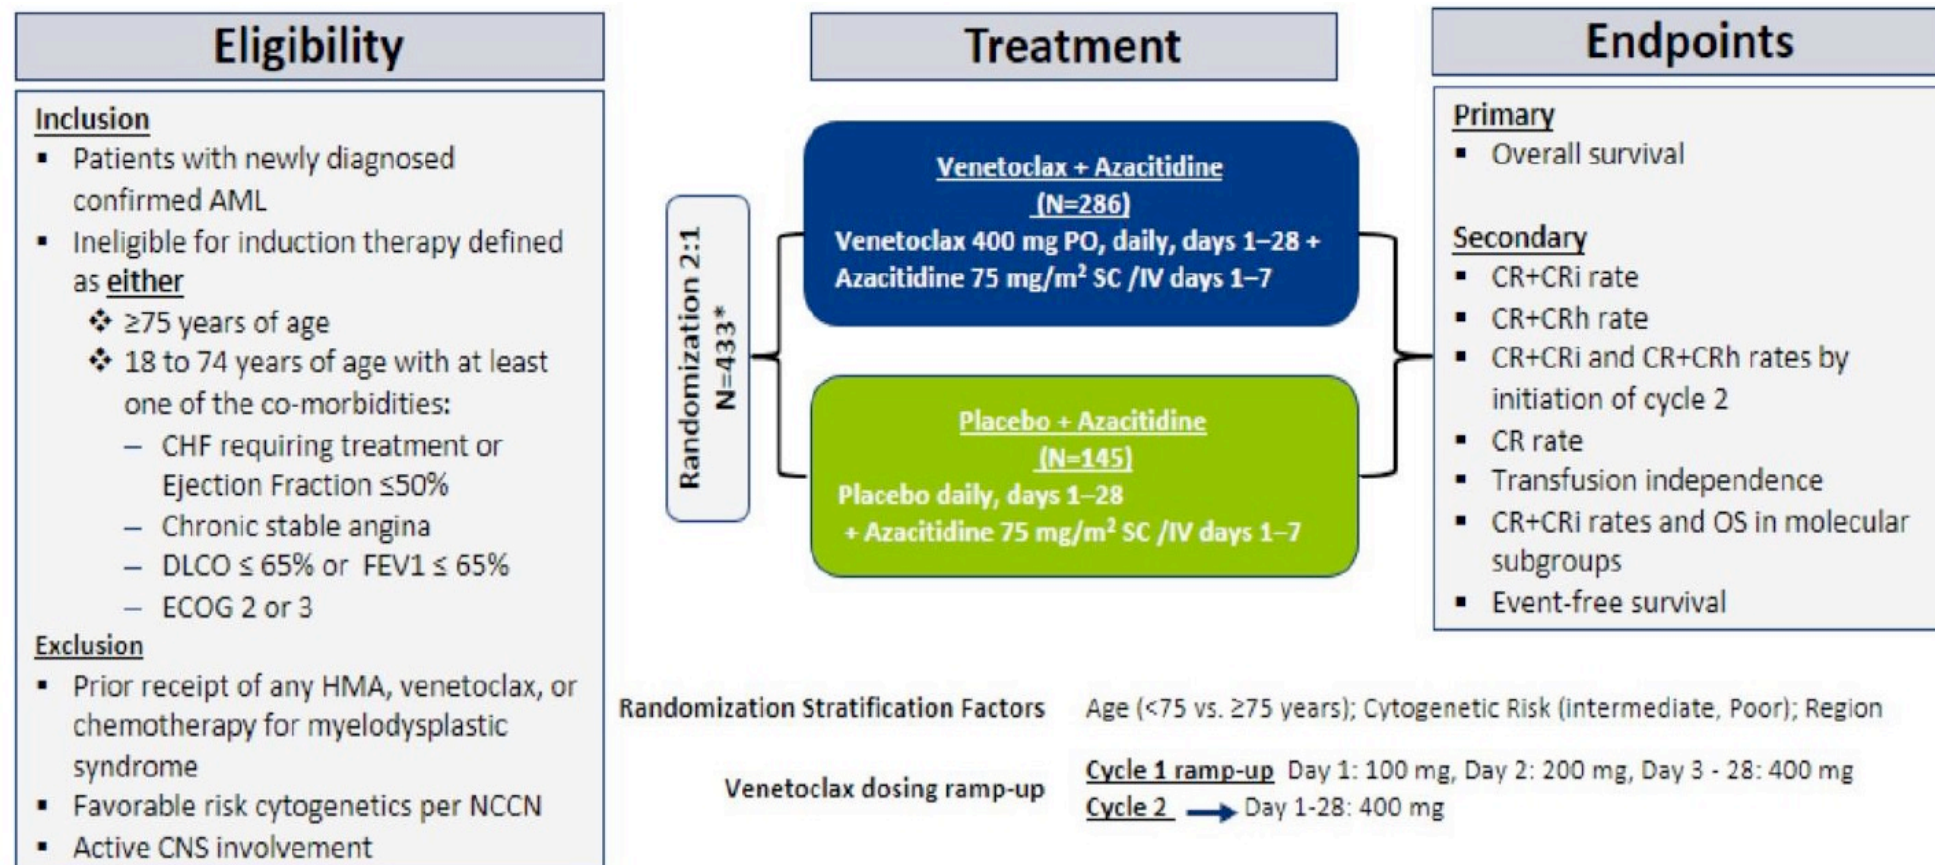 Eligibility
Inclusion
▪ Patients with newly diagnosed
confirmed AML
▪ Ineligible for induction therapy defined
as either
❖ ≥75 years of age
❖ 18 to 74 years of age with at least
one of the co-morbidities:
– CHF requiring treatment or
Ejection Fraction ≤50%
– Chronic stable angina
– DLCO ≤ 65% or FEV1 ≤ 65%
– ECOG 2 or 3
Exclusion
▪ Prior receipt of any HMA, venetoclax, or
chemotherapy for myelodysplastic
syndrome
▪ Favorable risk cytogenetics per NCCN
▪ Active CNS involvement
Treatment
Randomization 2:1
N=433*
Venetoclax + Azacitidine
(N=286)
Venetoclax 400 mg PO, daily, days 1–28 +
Azacitidine 75 mg/m² SC /IV days 1–7
Placebo + Azacitidine
(N=145)
Placebo daily, days 1–28
+ Azacitidine 75 mg/m² SC /IV days 1–7
Endpoints
Primary
▪ Overall survival
Secondary
▪ CR+CRi rate
▪ CR+CRh rate
▪ CR+CRi and CR+CRh rates by
initiation of cycle 2
▪ CR rate
▪ Transfusion independence
▪ CR+CRi rates and OS in molecular
subgroups
▪ Event-free survival
Randomization Stratification Factors Age (<75 vs. ≥75 years); Cytogenetic Risk (intermediate, Poor); Region
Venetoclax dosing ramp-up
Cycle 1 ramp-up Day 1: 100 mg, Day 2: 200 mg, Day 3 - 28: 400 mg
Cycle 2 → Day 1-28: 400 mg